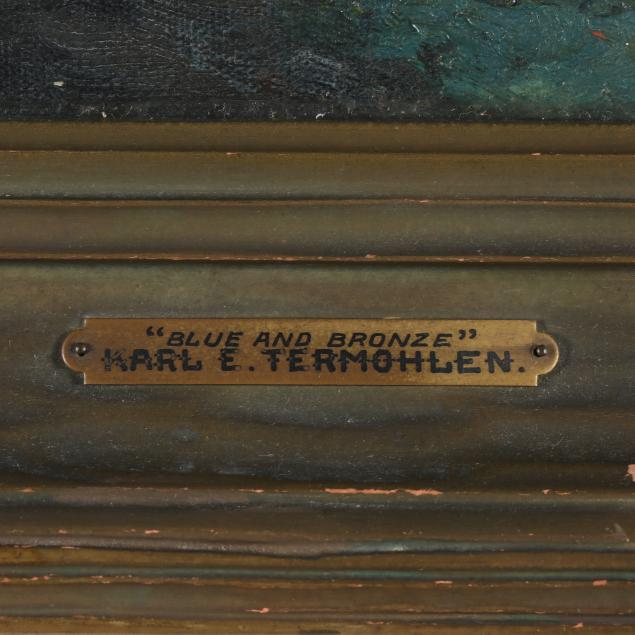 “BLUE AND BRONZE”
KARL E. TERMOHLEN.